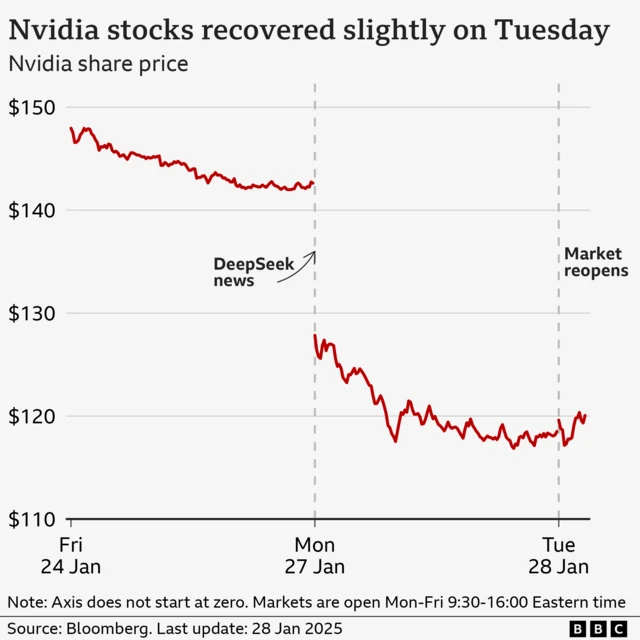 Nvidia stocks recovered slightly on Tuesday
Nvidia share price
$150
$140
DeepSeek
news
Market
reopens
$130
$120
$110
Fri
24 Jan
Mon
27 Jan
Tue
28 Jan
Note: Axis does not start at zero. Markets are open Mon-Fri 9:30-16:00 Eastern time
Source: Bloomberg. Last update: 28 Jan 2025
BBC